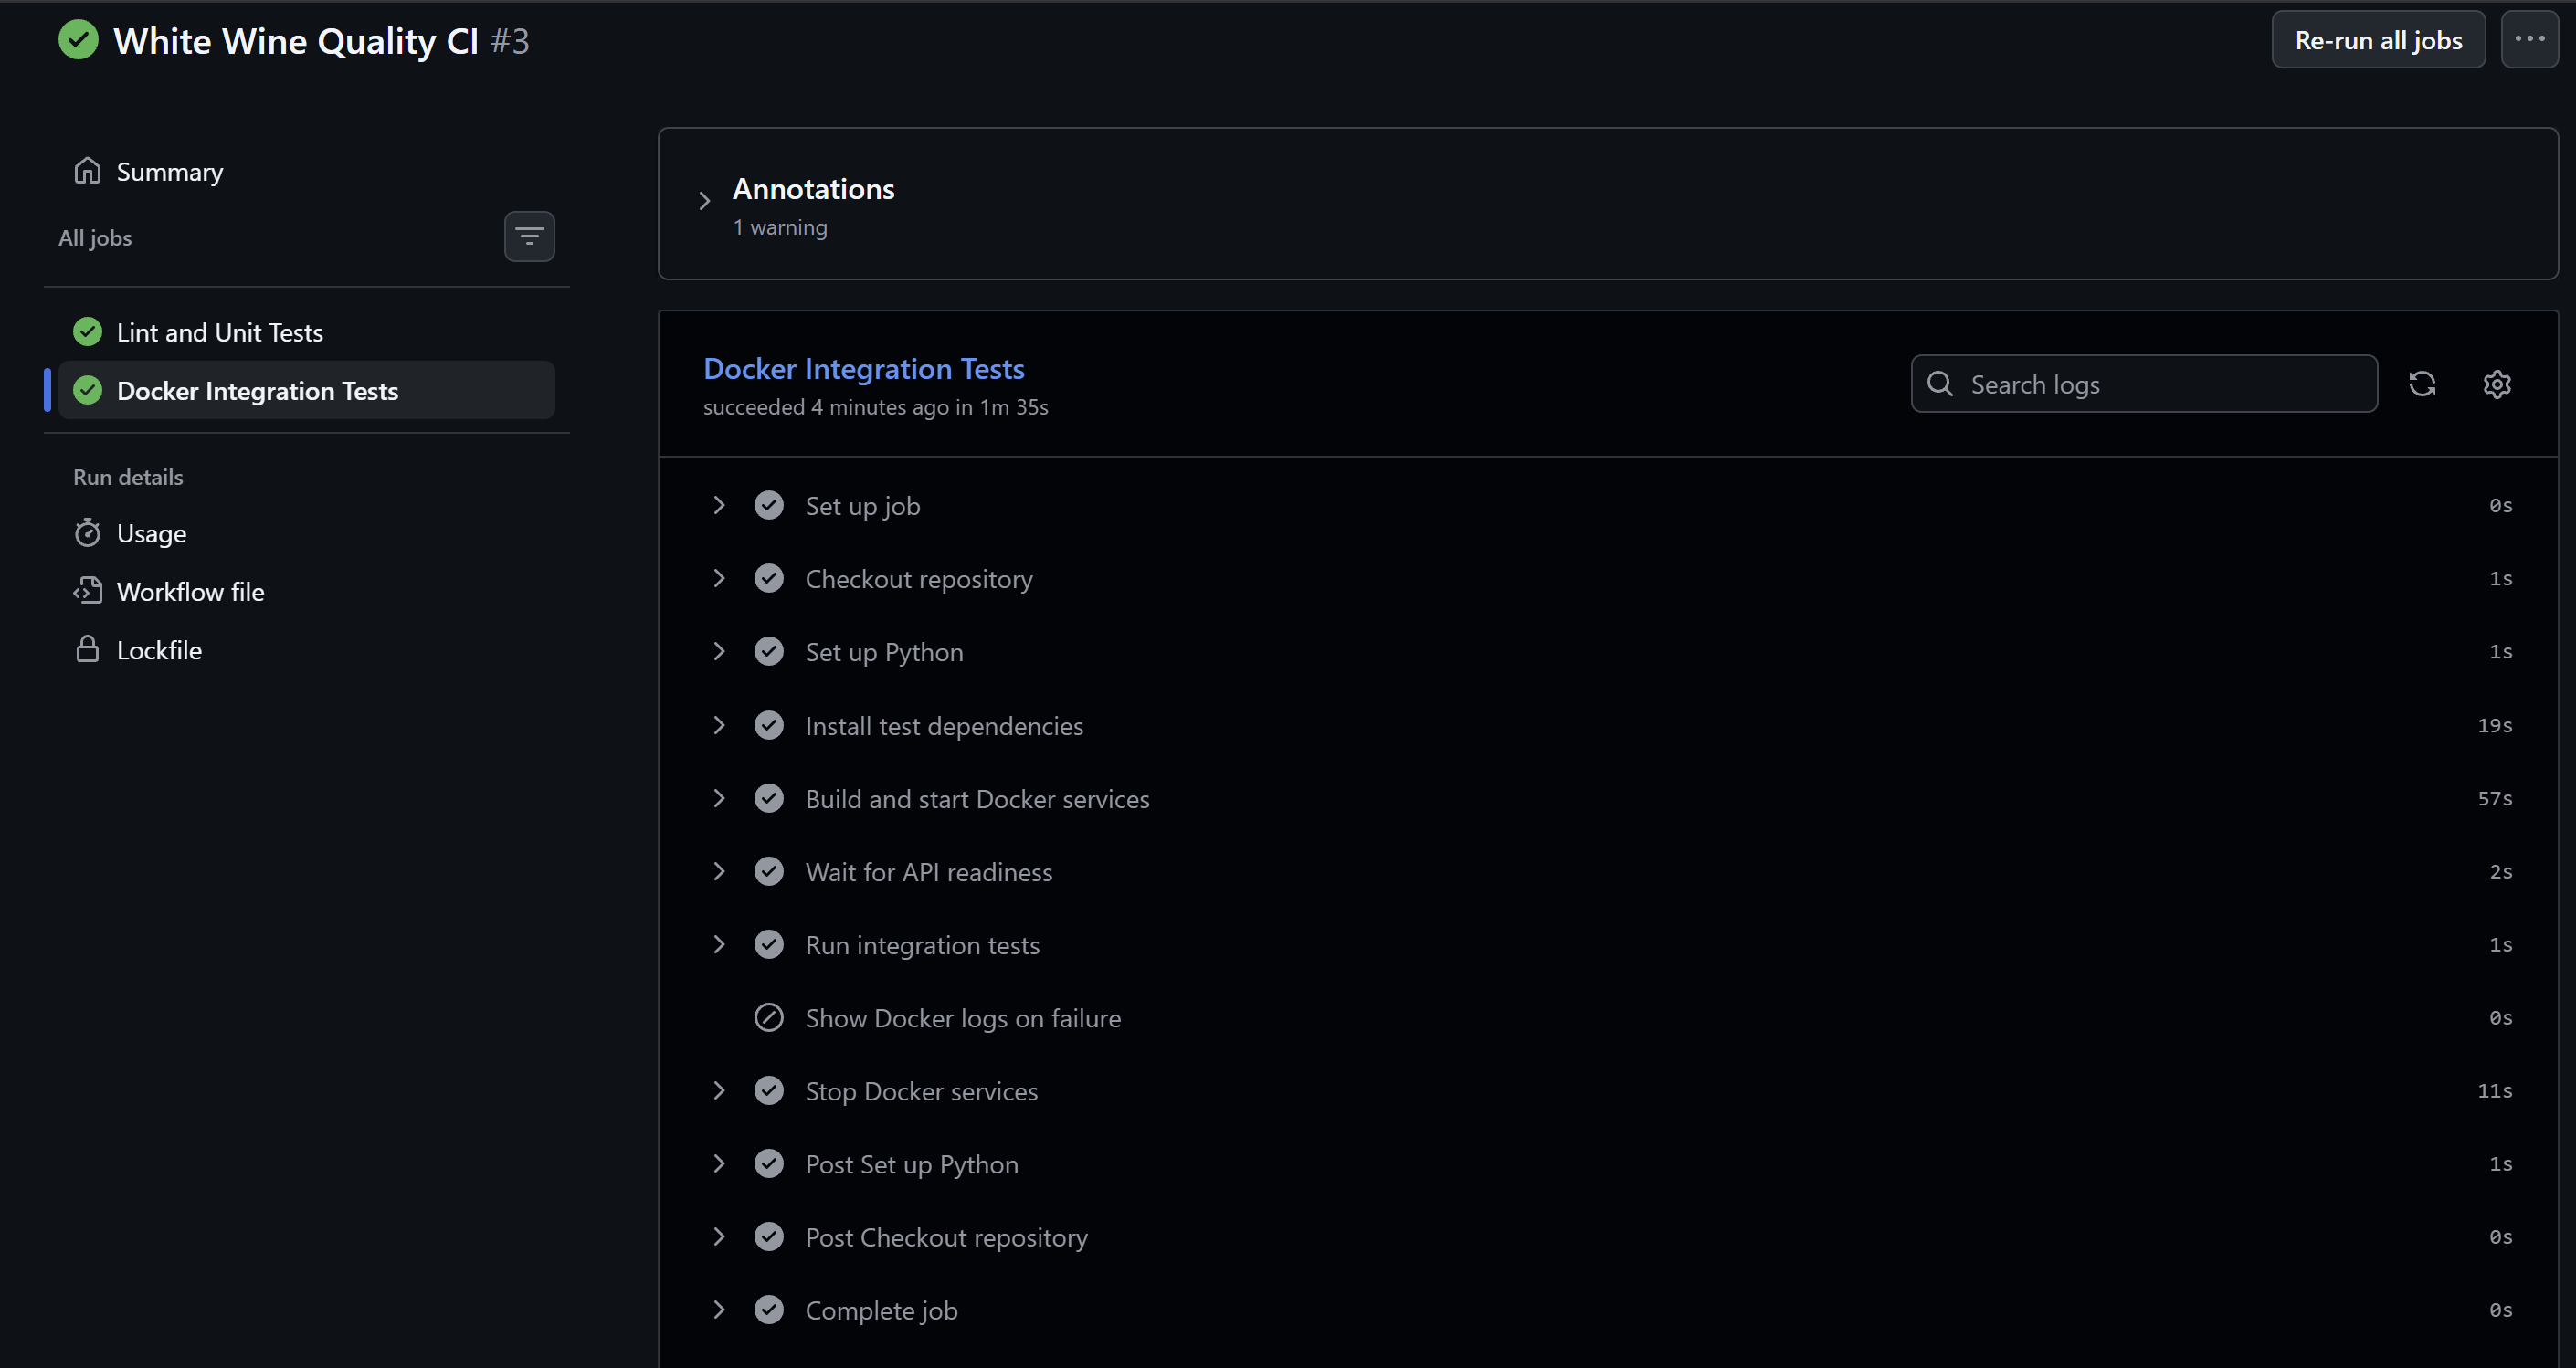 White Wine Quality CI #3
Re-run all jobs
Summary
All jobs
Lint and Unit Tests
Docker Integration Tests
Run details
Usage
Workflow file
Lockfile
Annotations
1 warning
Docker Integration Tests
succeeded 4 minutes ago in 1m 35s
Search logs
Set up job 0s
Checkout repository 1s
Set up Python 1s
Install test dependencies 19s
Build and start Docker services 57s
Wait for API readiness 2s
Run integration tests 1s
Show Docker logs on failure 0s
Stop Docker services 11s
Post Set up Python 1s
Post Checkout repository 0s
Complete job 0s